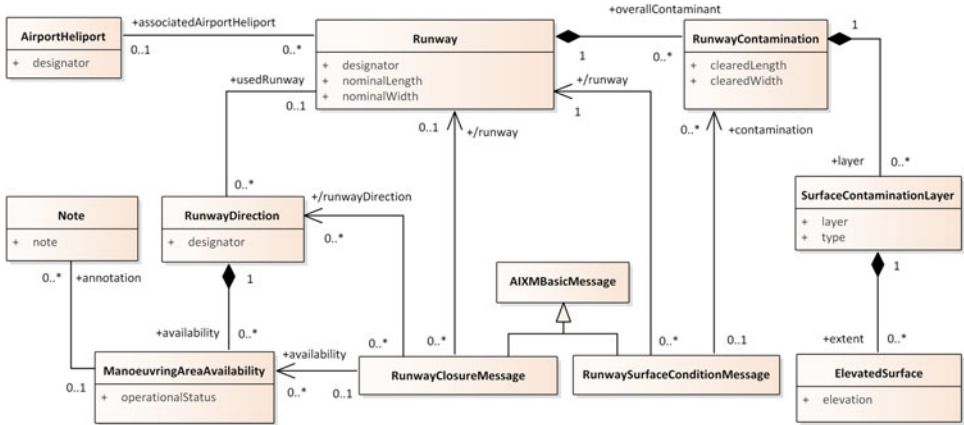 +overallContaminant
+associatedAirportHeliport
AirportHeliport
+ designator
0..1
0..*
Runway
+ designator
+ nominalLength
+ nominalWidth
1
0..*
RunwayContamination
+ clearedLength
+ clearedWidth
1
+usedRunway
0..1
+/runway
1
0..1
+/runway
0..*
+contamination
+layer
0..*
0..*
+/runwayDirection
0..*
Note
+ note
RunwayDirection
+ designator
SurfaceContaminationLayer
+ layer
+ type
0..*
+annotation
1
AIXMBasicMessage
1
+availability
0..*
0..*
0..*
0..*
0..1
+extent
0..*
0..1
ManoeuvringAreaAvailability
+ operationalStatus
+availability
0..*
0..1
RunwayClosureMessage
RunwaySurfaceConditionMessage
ElevatedSurface
+ elevation